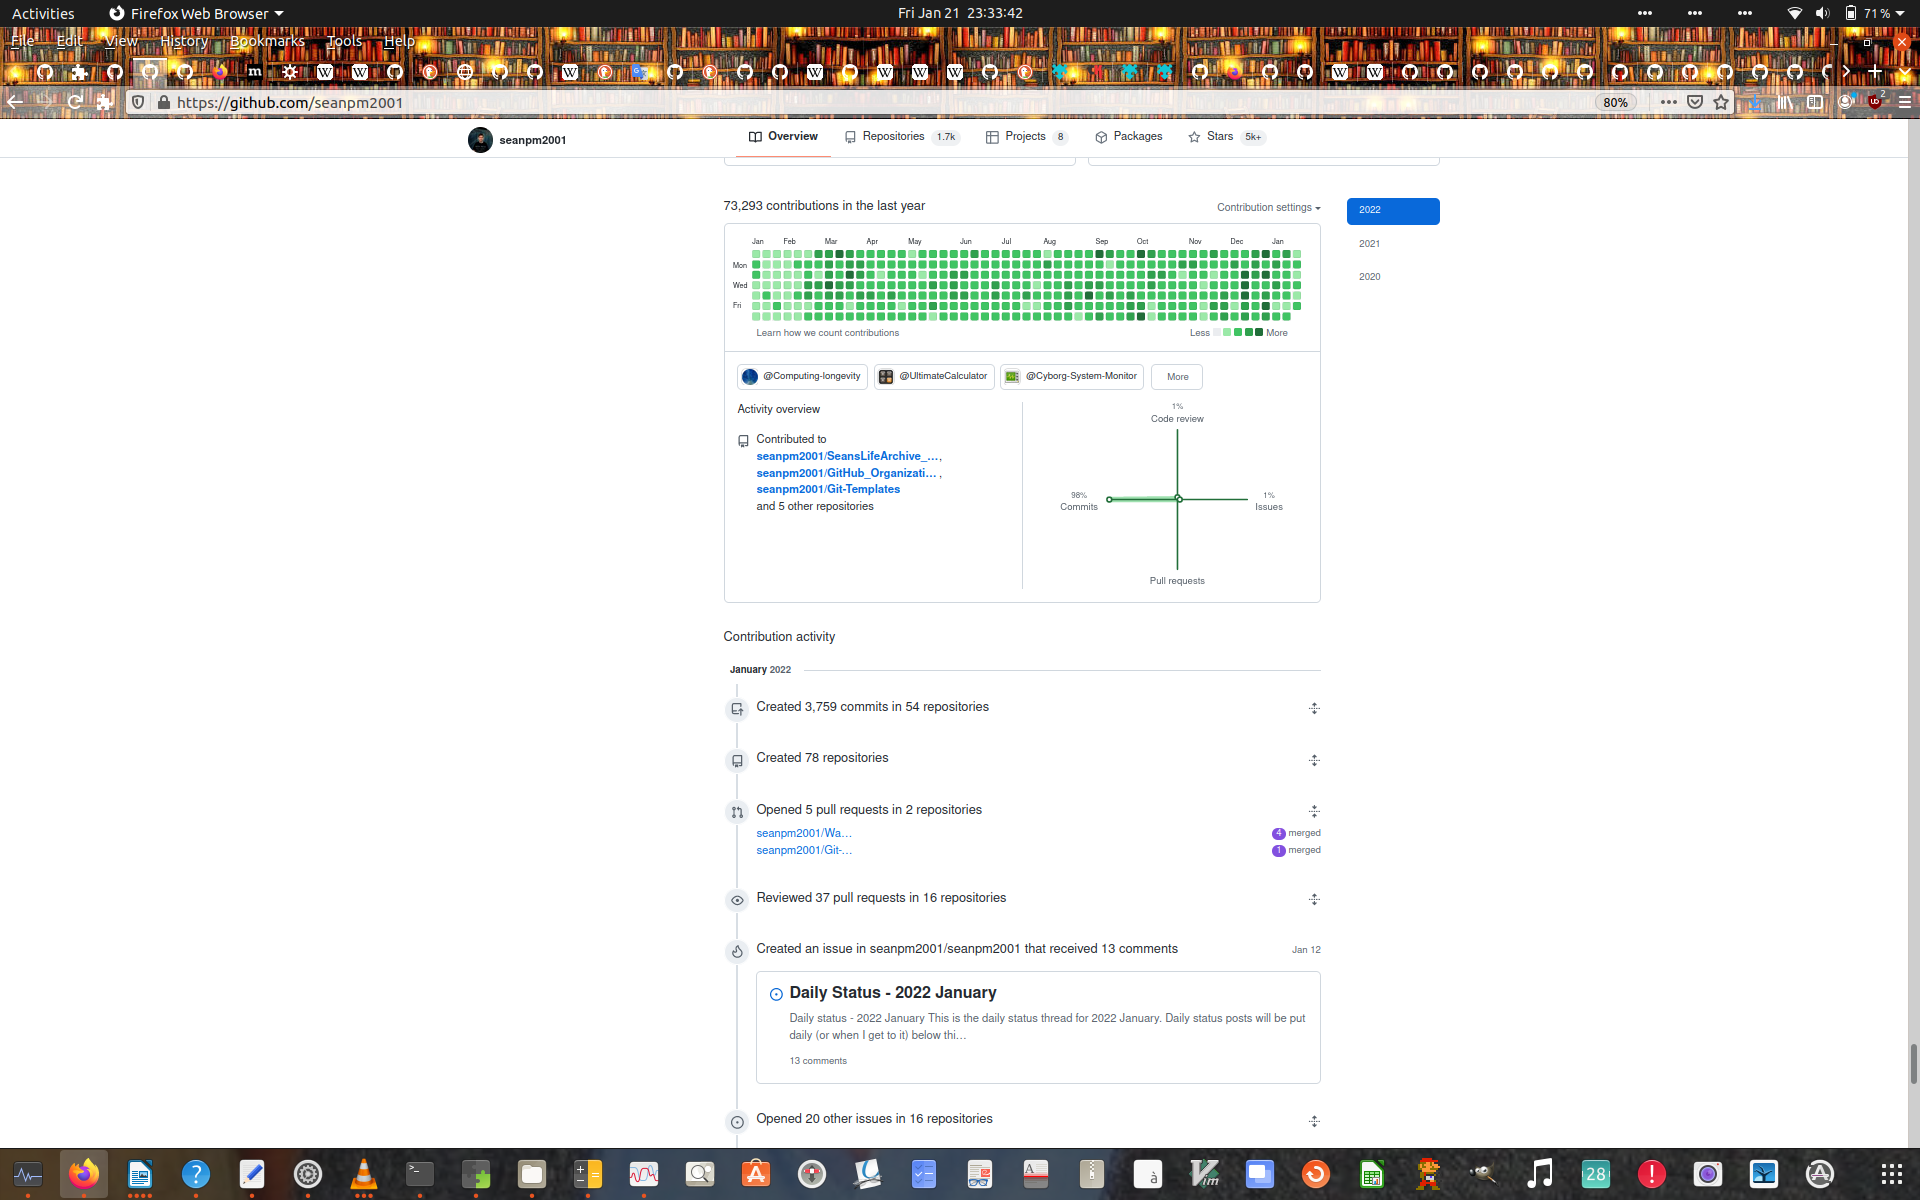 Activities
Firefox Web Browser
Fri Jan 21 23:33:42
71 %
File Edit View History Bookmarks Tools Help
https://github.com/seanpm2001
80%
2
seanpm2001
Overview
Repositories 1.7k
Projects 8
Packages
Stars 5k+
73,293 contributions in the last year
Contribution settings
2022
2021
2020
Jan Feb Mar Apr May Jun Jul Aug Sep Oct Nov Dec Jan
Mon
Wed
Fri
Learn how we count contributions
Less More
@Computing-longevity
@UltimateCalculator
@Cyborg-System-Monitor
More
Activity overview
Contributed to
seanpm2001/SeansLifeArchive_…,
seanpm2001/GitHub_Organizati… ,
seanpm2001/Git-Templates
and 5 other repositories
1%
Code review
98%
Commits
1%
Issues
Pull requests
Contribution activity
January 2022
Created 3,759 commits in 54 repositories
Created 78 repositories
Opened 5 pull requests in 2 repositories
seanpm2001/Wa…
4 merged
seanpm2001/Git-…
1 merged
Reviewed 37 pull requests in 16 repositories
Created an issue in seanpm2001/seanpm2001 that received 13 comments
Jan 12
Daily Status - 2022 January
Daily status - 2022 January This is the daily status thread for 2022 January. Daily status posts will be put
daily (or when I get to it) below thi…
13 comments
Opened 20 other issues in 16 repositories
28